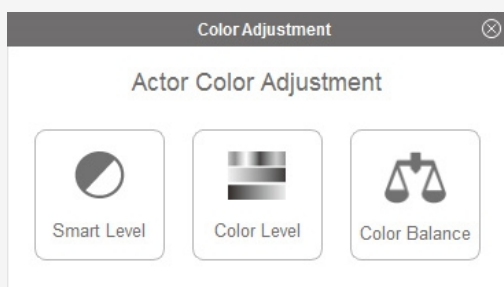 Color Adjustment
Actor Color Adjustment
Smart Level
Color Level
Color Balance